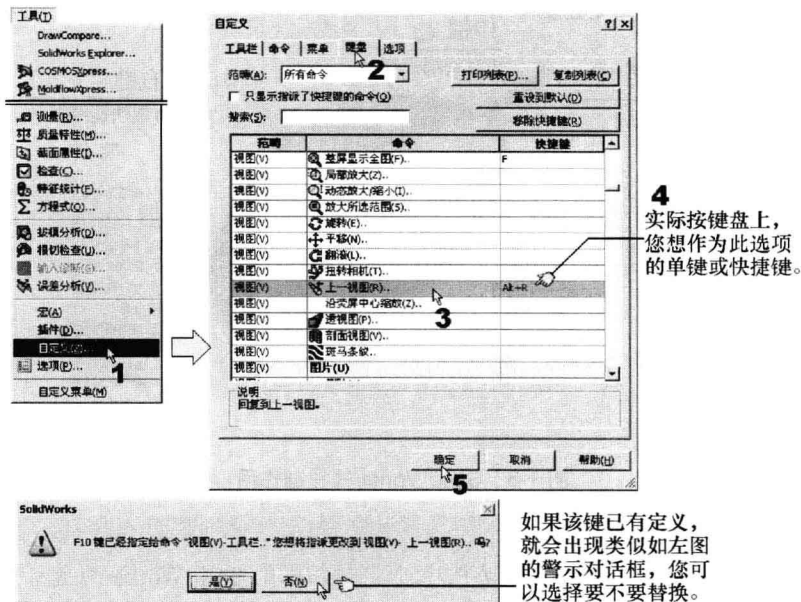 工具(T)
DrawCompare...
SolidWorks Explorer...
COSMOSXpress...
MoldflowXpress...
测量(R)...
质量特性(M)...
截面属性(I)...
检查(C)...
特征统计(E)...
方程式(Q)...
拔模分析(D)...
根切检查(U)...
输入诊断(G)...
误差分析(V)...
宏(A)
插件(D)...
自定义(Z)...
选项(P)...
自定义菜单(M)
1
自定义
工具栏 命令 菜单 键盘 选项
2
范畴(A): 所有命令 打印列表(P)... 复制列表(C)
只显示指派了快捷键的命令(O) 重设到默认(D)
搜索(S): 移除快捷键(R)
范畴 命令 快捷键
视图(V) 整屏显示全图(F).. F
视图(V) 局部放大(Z)..
视图(V) 动态放大/缩小(I)..
视图(V) 放大所选范围(S)..
视图(V) 旋转(E)..
视图(V) 平移(N)..
视图(V) 翻滚(L)..
视图(V) 扭转相机(T)..
视图(V) 上一视图(R).. Alt+R
3
视图(V) 沿荧屏中心缩放(Z)..
视图(V) 透视图(P)..
视图(V) 剖面视图(V)..
视图(V) 斑马条纹..
视图(V) 图片(U)
说明
回复到上一视图。
确定 取消 帮助(H)
5
4
实际按键盘上，
您想作为此选项
的单键或快捷键。
SolidWorks
F10 键已经指定给命令 "视图(V)-工具栏.." 您想将指派更改到 视图(V)- 上一视图(R).. 吗?
是(Y) 否(N)
如果该键已有定义，
就会出现类似如左图
的警示对话框，您可
以选择要不要替换。